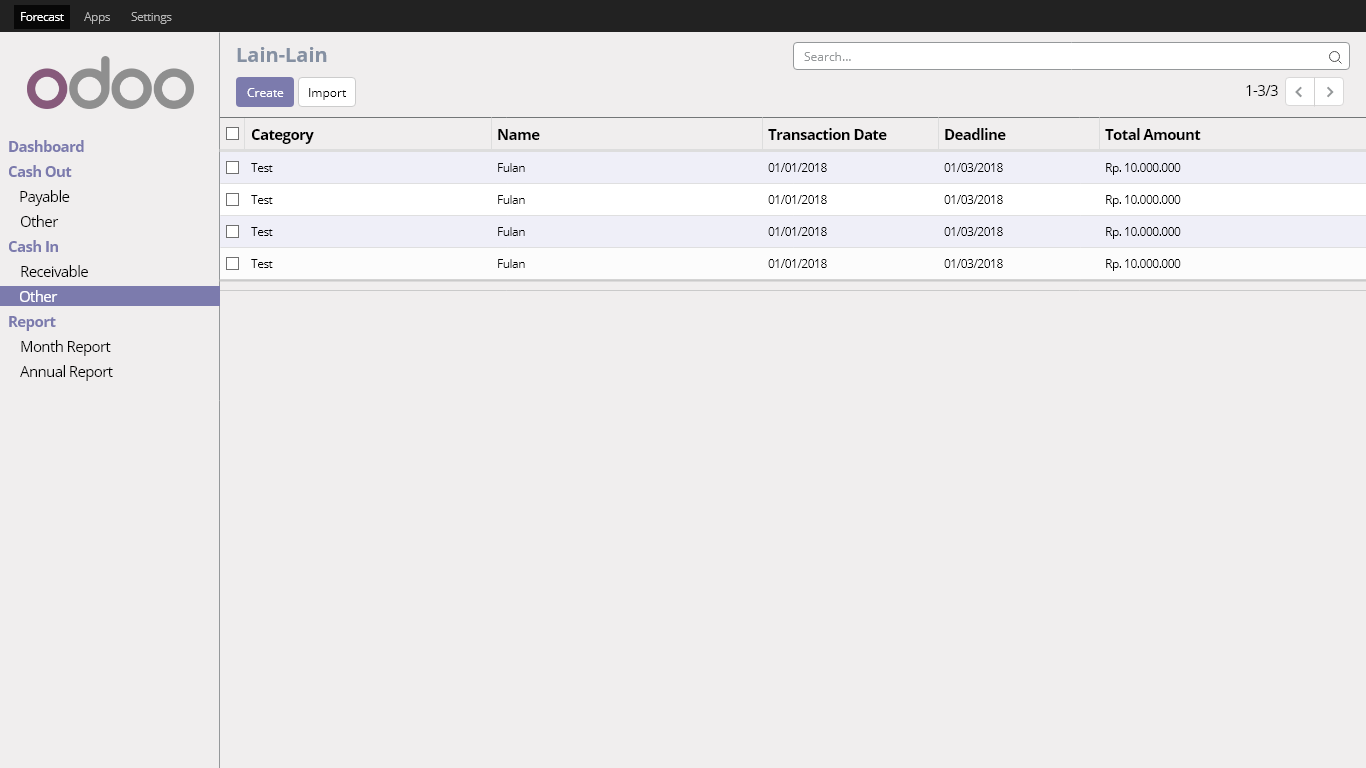 Forecast Apps Settings
odoo
Dashboard
Cash Out
Payable
Other
Cash In
Receivable
Other
Report
Month Report
Annual Report
Lain-Lain
Search...
Create Import
1-3/3
Category Name Transaction Date Deadline Total Amount
Test Fulan 01/01/2018 01/03/2018 Rp. 10.000.000
Test Fulan 01/01/2018 01/03/2018 Rp. 10.000.000
Test Fulan 01/01/2018 01/03/2018 Rp. 10.000.000
Test Fulan 01/01/2018 01/03/2018 Rp. 10.000.000